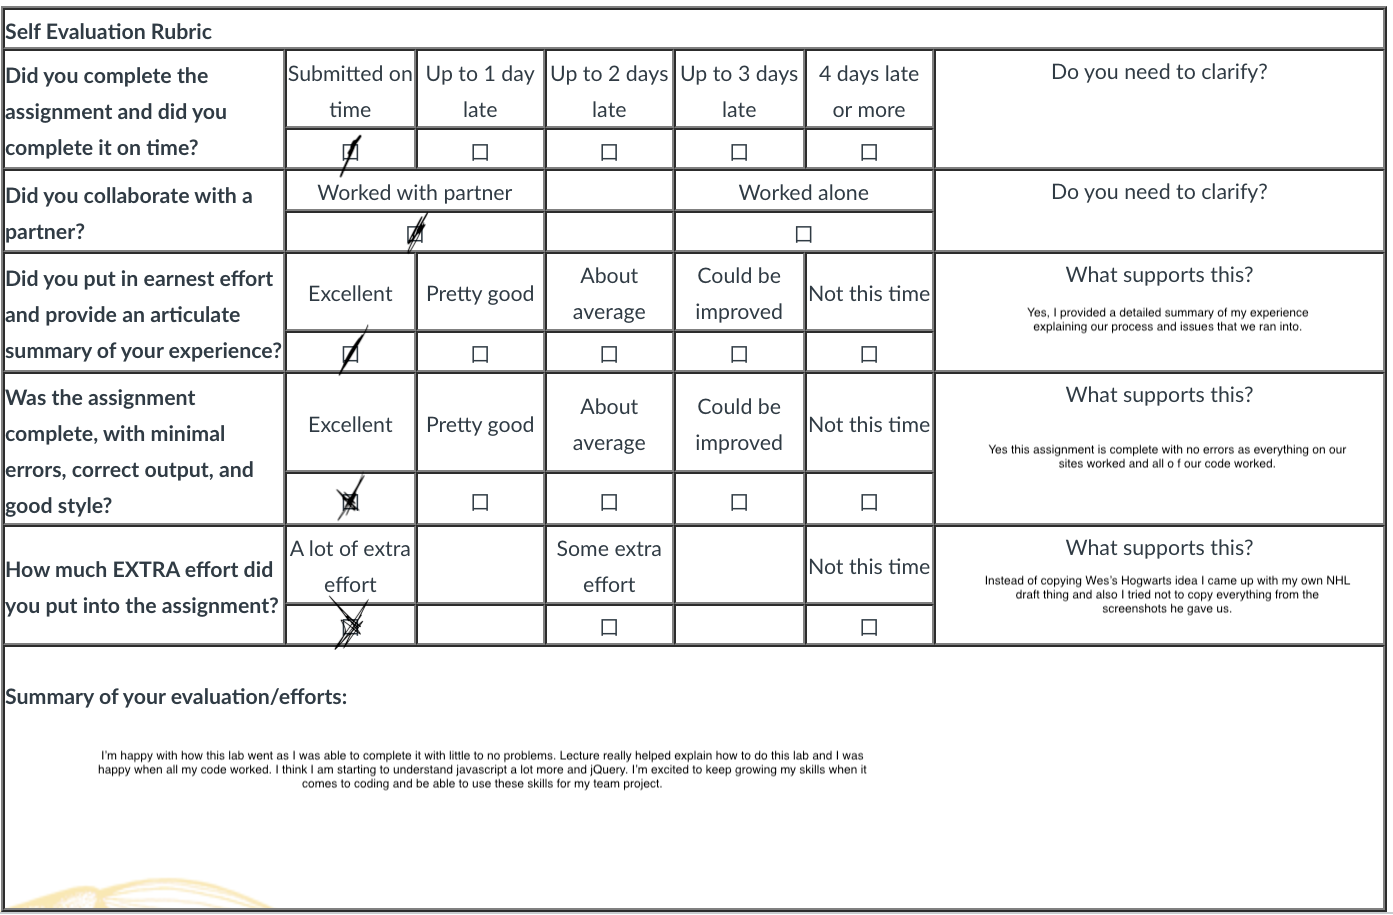 Self Evaluation Rubric
Did you complete the
assignment and did you
complete it on time?
Submitted on
time
Up to 1 day
late
Up to 2 days
late
Up to 3 days
late
4 days late
or more
Do you need to clarify?
☐
☐
☐
☐
☐
Did you collaborate with a
partner?
Worked with partner
Worked alone
Do you need to clarify?
☐
☐
Did you put in earnest effort
and provide an articulate
summary of your experience?
Excellent
Pretty good
About
average
Could be
improved
Not this time
What supports this?
Yes, I provided a detailed summary of my experience
explaining our process and issues that we ran into.
☐
☐
☐
☐
☐
Was the assignment
complete, with minimal
errors, correct output, and
good style?
Excellent
Pretty good
About
average
Could be
improved
Not this time
What supports this?
Yes this assignment is complete with no errors as everything on our
sites worked and all o f our code worked.
☐
☐
☐
☐
☐
How much EXTRA effort did
you put into the assignment?
A lot of extra
effort
Some extra
effort
Not this time
What supports this?
Instead of copying Wes's Hogwarts idea I came up with my own NHL
draft thing and also I tried not to copy everything from the
screenshots he gave us.
☐
☐
☐
Summary of your evaluation/efforts:
I'm happy with how this lab went as I was able to complete it with little to no problems. Lecture really helped explain how to do this lab and I was
happy when all my code worked. I think I am starting to understand javascript a lot more and jQuery. I'm excited to keep growing my skills when it
comes to coding and be able to use these skills for my team project.